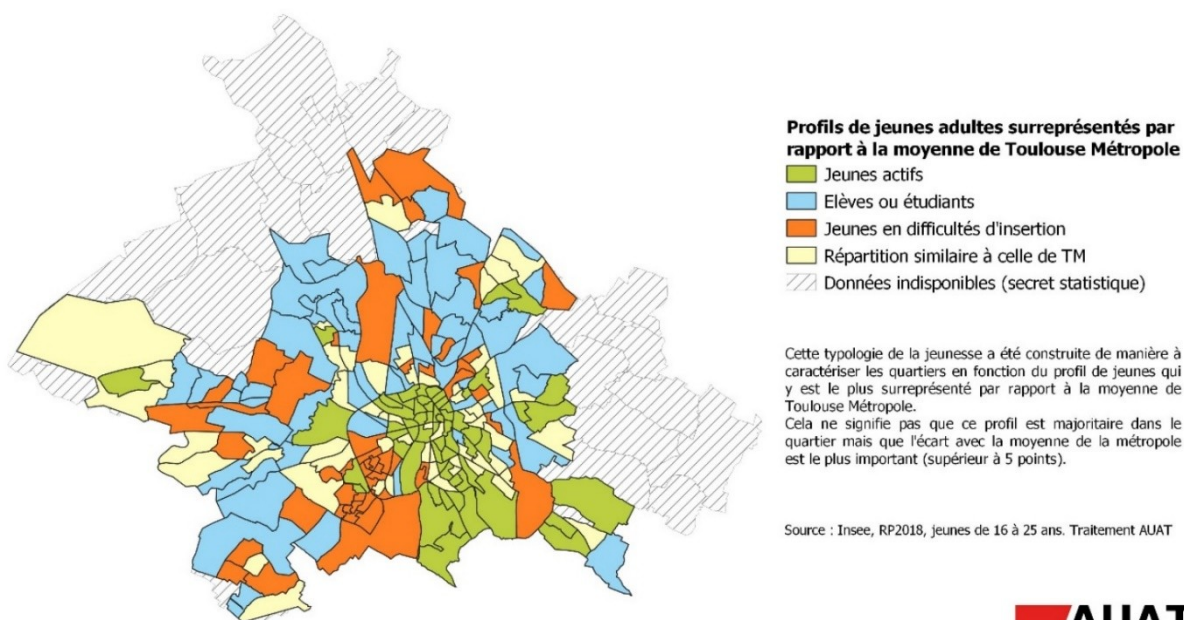 Profils de jeunes adultes surreprésentés par
rapport à la moyenne de Toulouse Métropole
Jeunes actifs
Elèves ou étudiants
Jeunes en difficultés d'insertion
Répartition similaire à celle de TM
Données indisponibles (secret statistique)
Cette typologie de la jeunesse a été construite de manière à
caractériser les quartiers en fonction du profil de jeunes qui
y est le plus surreprésenté par rapport à la moyenne de
Toulouse Métropole.
Cela ne signifie pas que ce profil est majoritaire dans le
quartier mais que l'écart avec la moyenne de la métropole
est le plus important (supérieur à 5 points).
Source : Insee, RP2018, jeunes de 16 à 25 ans. Traitement AUAT
AUAT